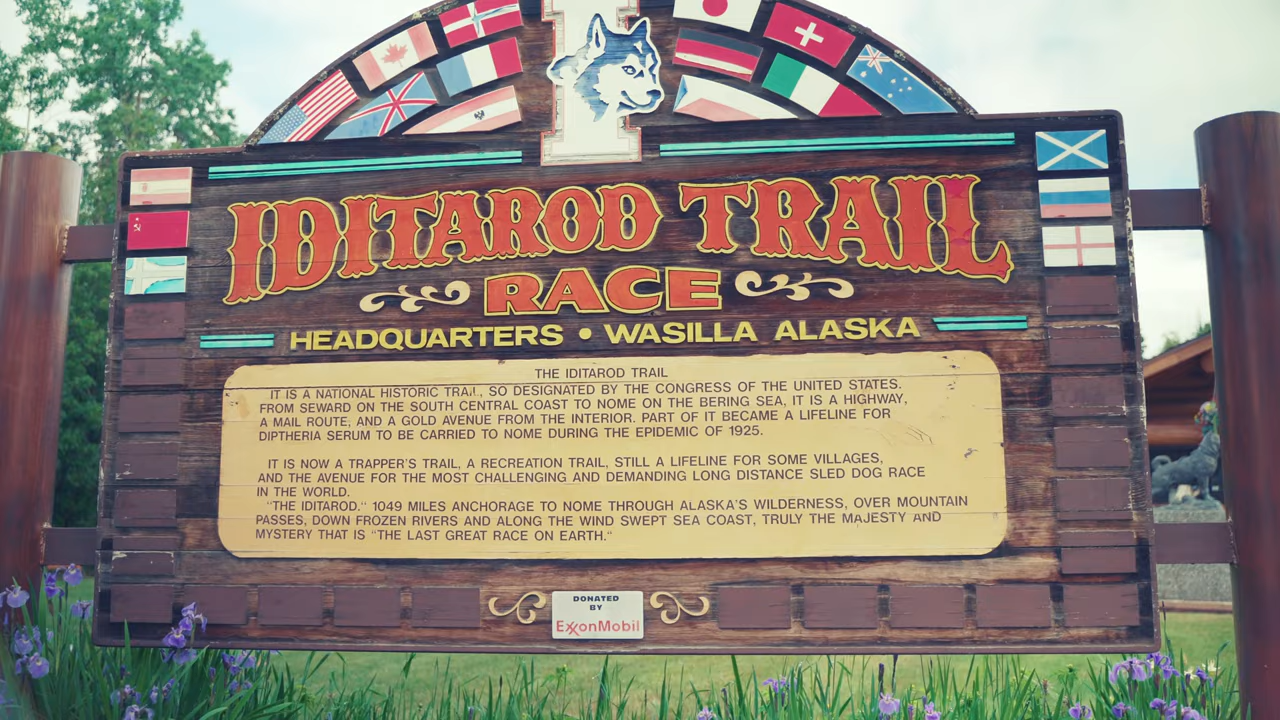 I
IDITAROD TRAIL
RACE
HEADQUARTERS • WASILLA ALASKA
THE IDITAROD TRAIL
IT IS A NATIONAL HISTORIC TRAIL, SO DESIGNATED BY THE CONGRESS OF THE UNITED STATES.
FROM SEWARD ON THE SOUTH CENTRAL COAST TO NOME ON THE BERING SEA, IT IS A HIGHWAY,
A MAIL ROUTE, AND A GOLD AVENUE FROM THE INTERIOR. PART OF IT BECAME A LIFELINE FOR
DIPTHERIA SERUM TO BE CARRIED TO NOME DURING THE EPIDEMIC OF 1925.
IT IS NOW A TRAPPER'S TRAIL, A RECREATION TRAIL, STILL A LIFELINE FOR SOME VILLAGES,
AND THE AVENUE FOR THE MOST CHALLENGING AND DEMANDING LONG DISTANCE SLED DOG RACE
IN THE WORLD.
"THE IDITAROD." 1049 MILES ANCHORAGE TO NOME THROUGH ALASKA'S WILDERNESS, OVER MOUNTAIN
PASSES, DOWN FROZEN RIVERS AND ALONG THE WIND SWEPT SEA COAST, TRULY THE MAJESTY AND
MYSTERY THAT IS "THE LAST GREAT RACE ON EARTH."
DONATED
BY
ExxonMobil